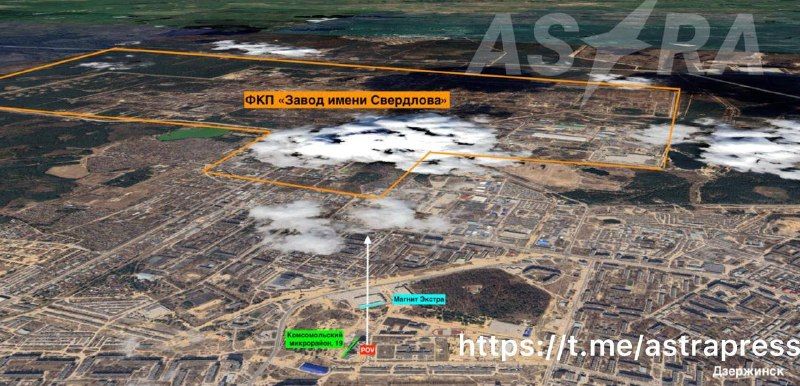 ASTRA
ФКП «Завод имени Свердлова»
Магнит Экстра
Комсомольский
микрорайон, 19
POV
https://t.me/astrapress
Дзержинск